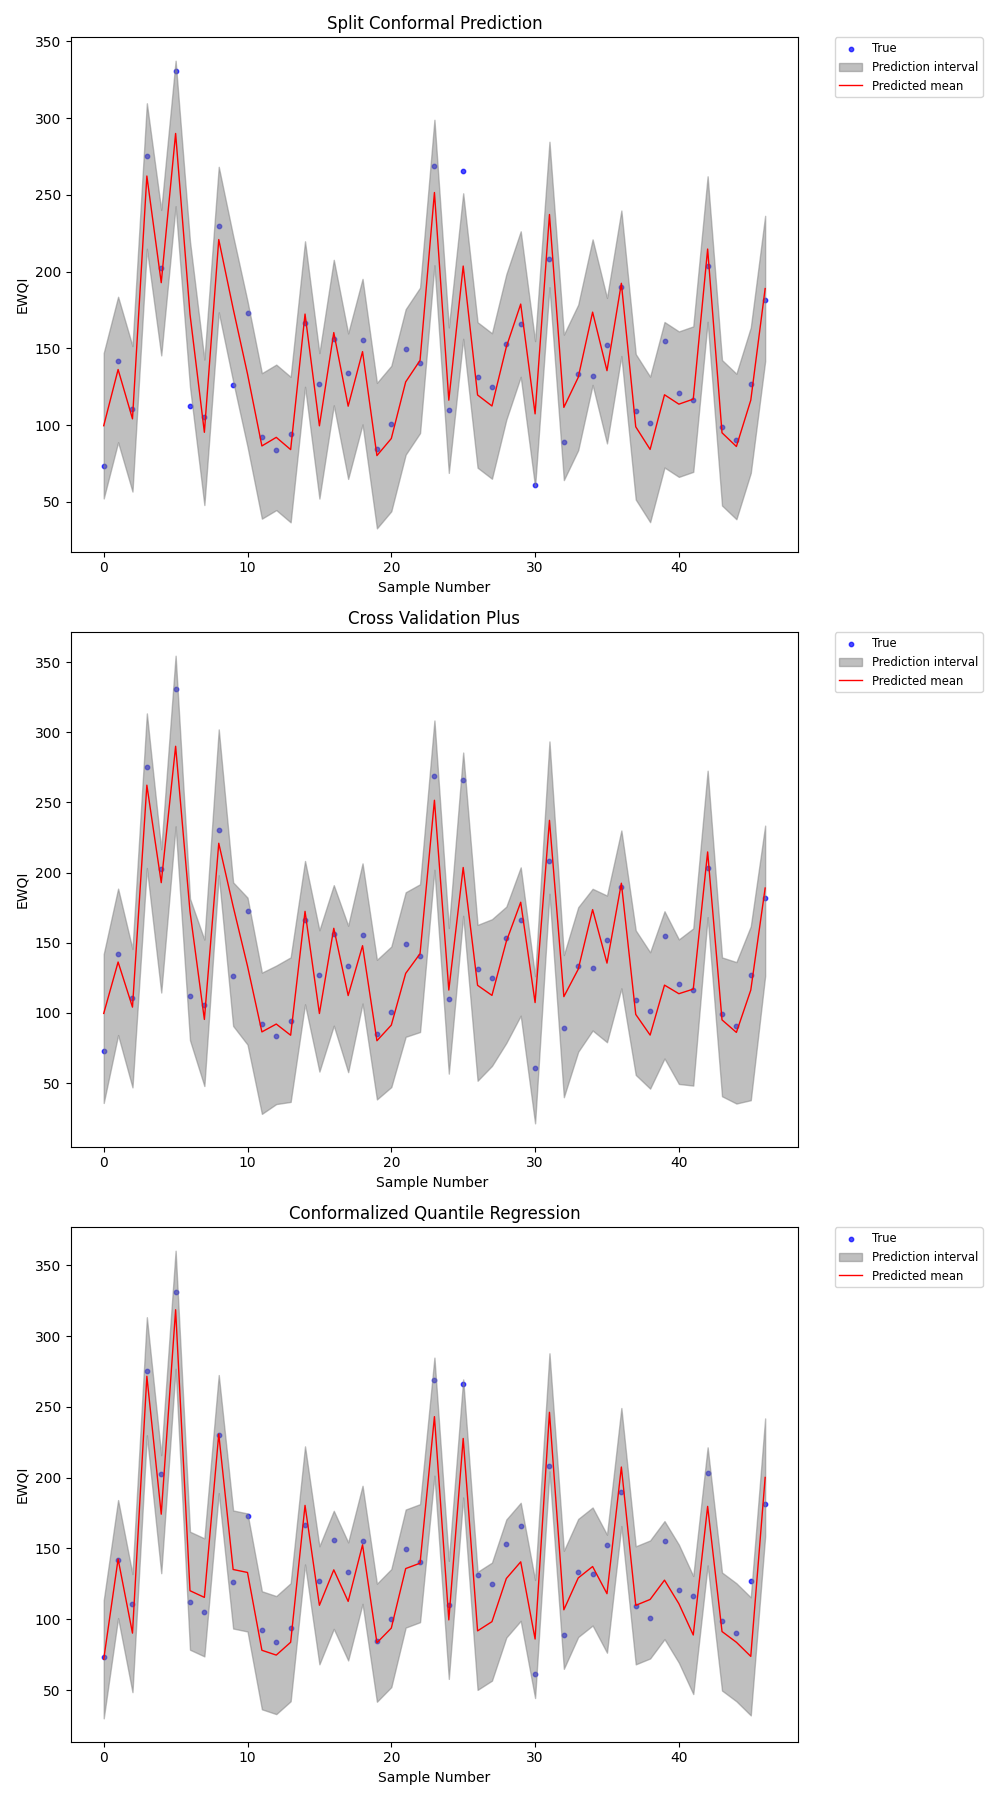 Split Conformal Prediction
350
300
250
200
150
100
50
EWQI
0 10 20 30 40
Sample Number
True
Prediction interval
Predicted mean
Cross Validation Plus
350
300
250
200
150
100
50
EWQI
0 10 20 30 40
Sample Number
True
Prediction interval
Predicted mean
Conformalized Quantile Regression
350
300
250
200
150
100
50
EWQI
0 10 20 30 40
Sample Number
True
Prediction interval
Predicted mean